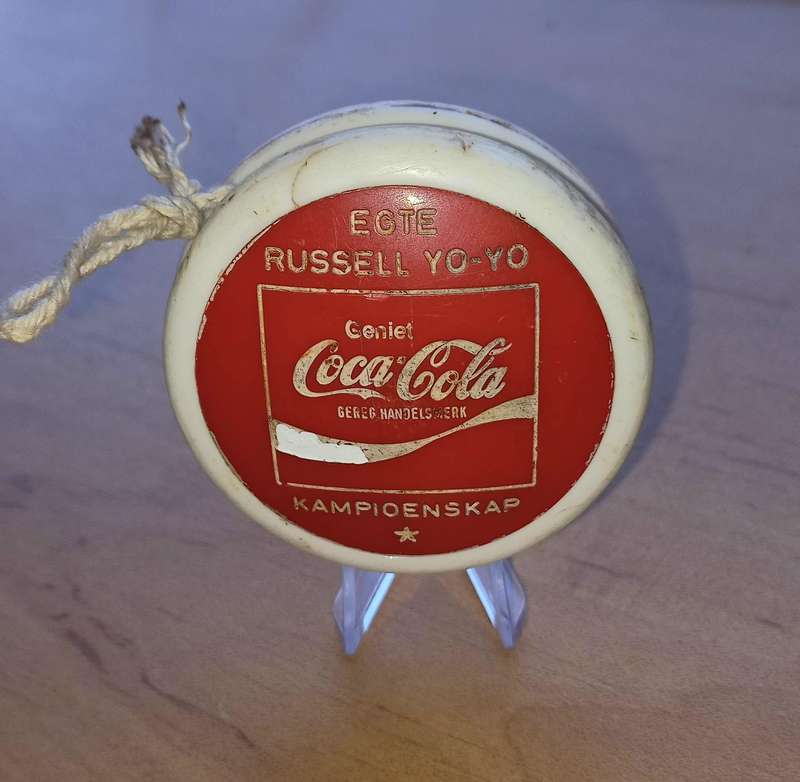 EGTE
RUSSELL YO-YO
Geniet
Coca-Cola
GEREG. HANDELSMERK
KAMPIOENSKAP